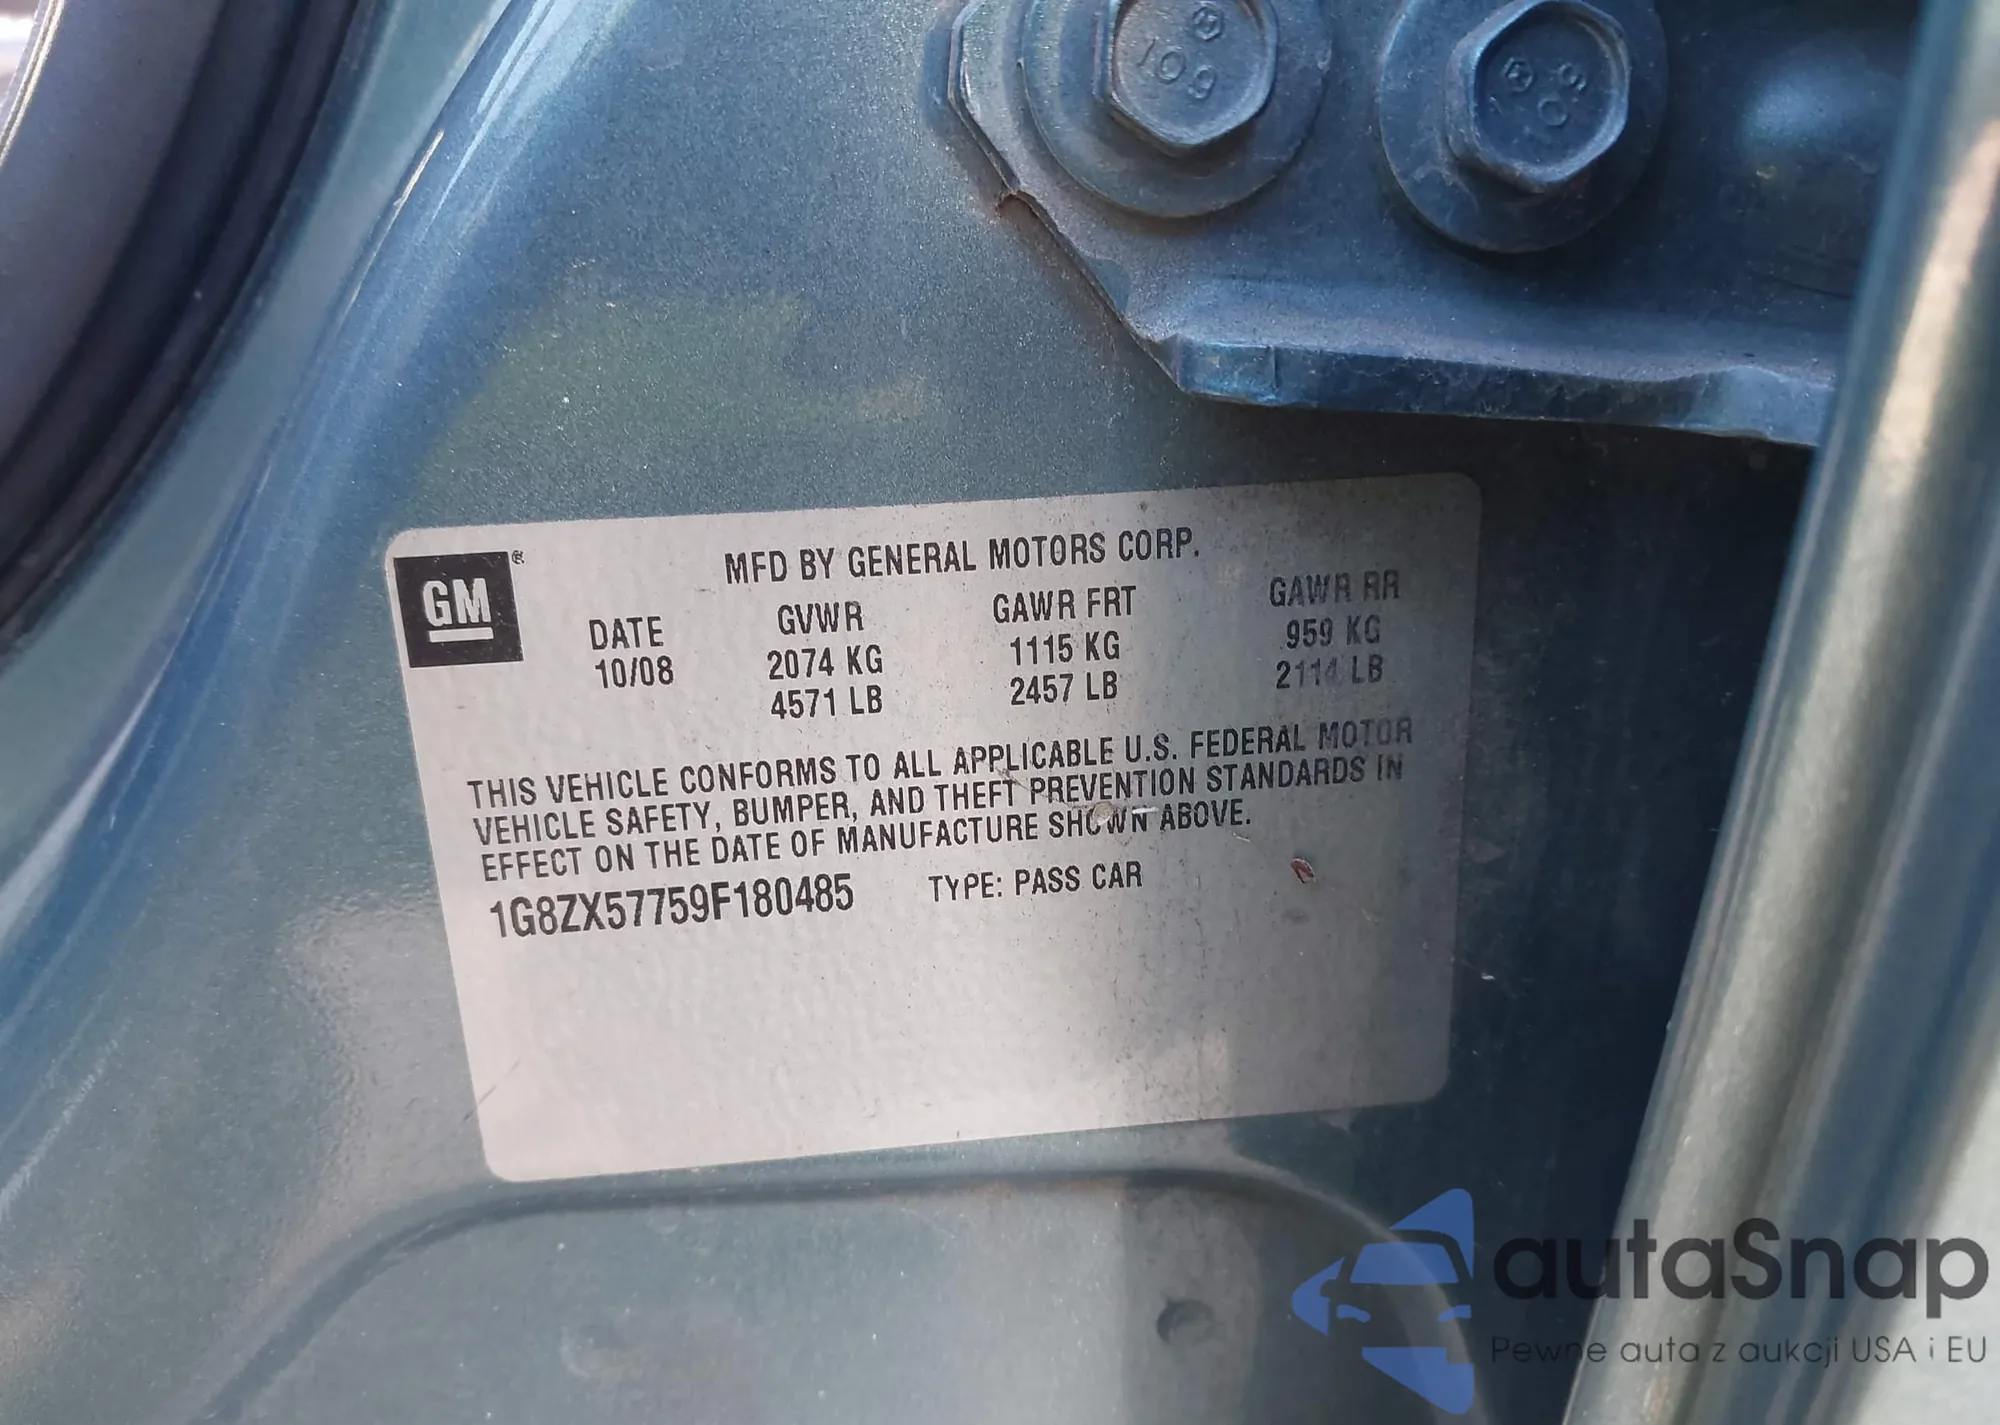 109
109
GM®
MFD BY GENERAL MOTORS CORP.
DATE GVWR GAWR FRT GAWR RR
10/08 2074 KG 1115 KG 959 KG
4571 LB 2457 LB 2114 LB
THIS VEHICLE CONFORMS TO ALL APPLICABLE U.S. FEDERAL MOTOR
VEHICLE SAFETY, BUMPER, AND THEFT PREVENTION STANDARDS IN
EFFECT ON THE DATE OF MANUFACTURE SHOWN ABOVE.
1G8ZX57759F180485 TYPE: PASS CAR
autaSnap
Pewne auta z aukcji USA i EU